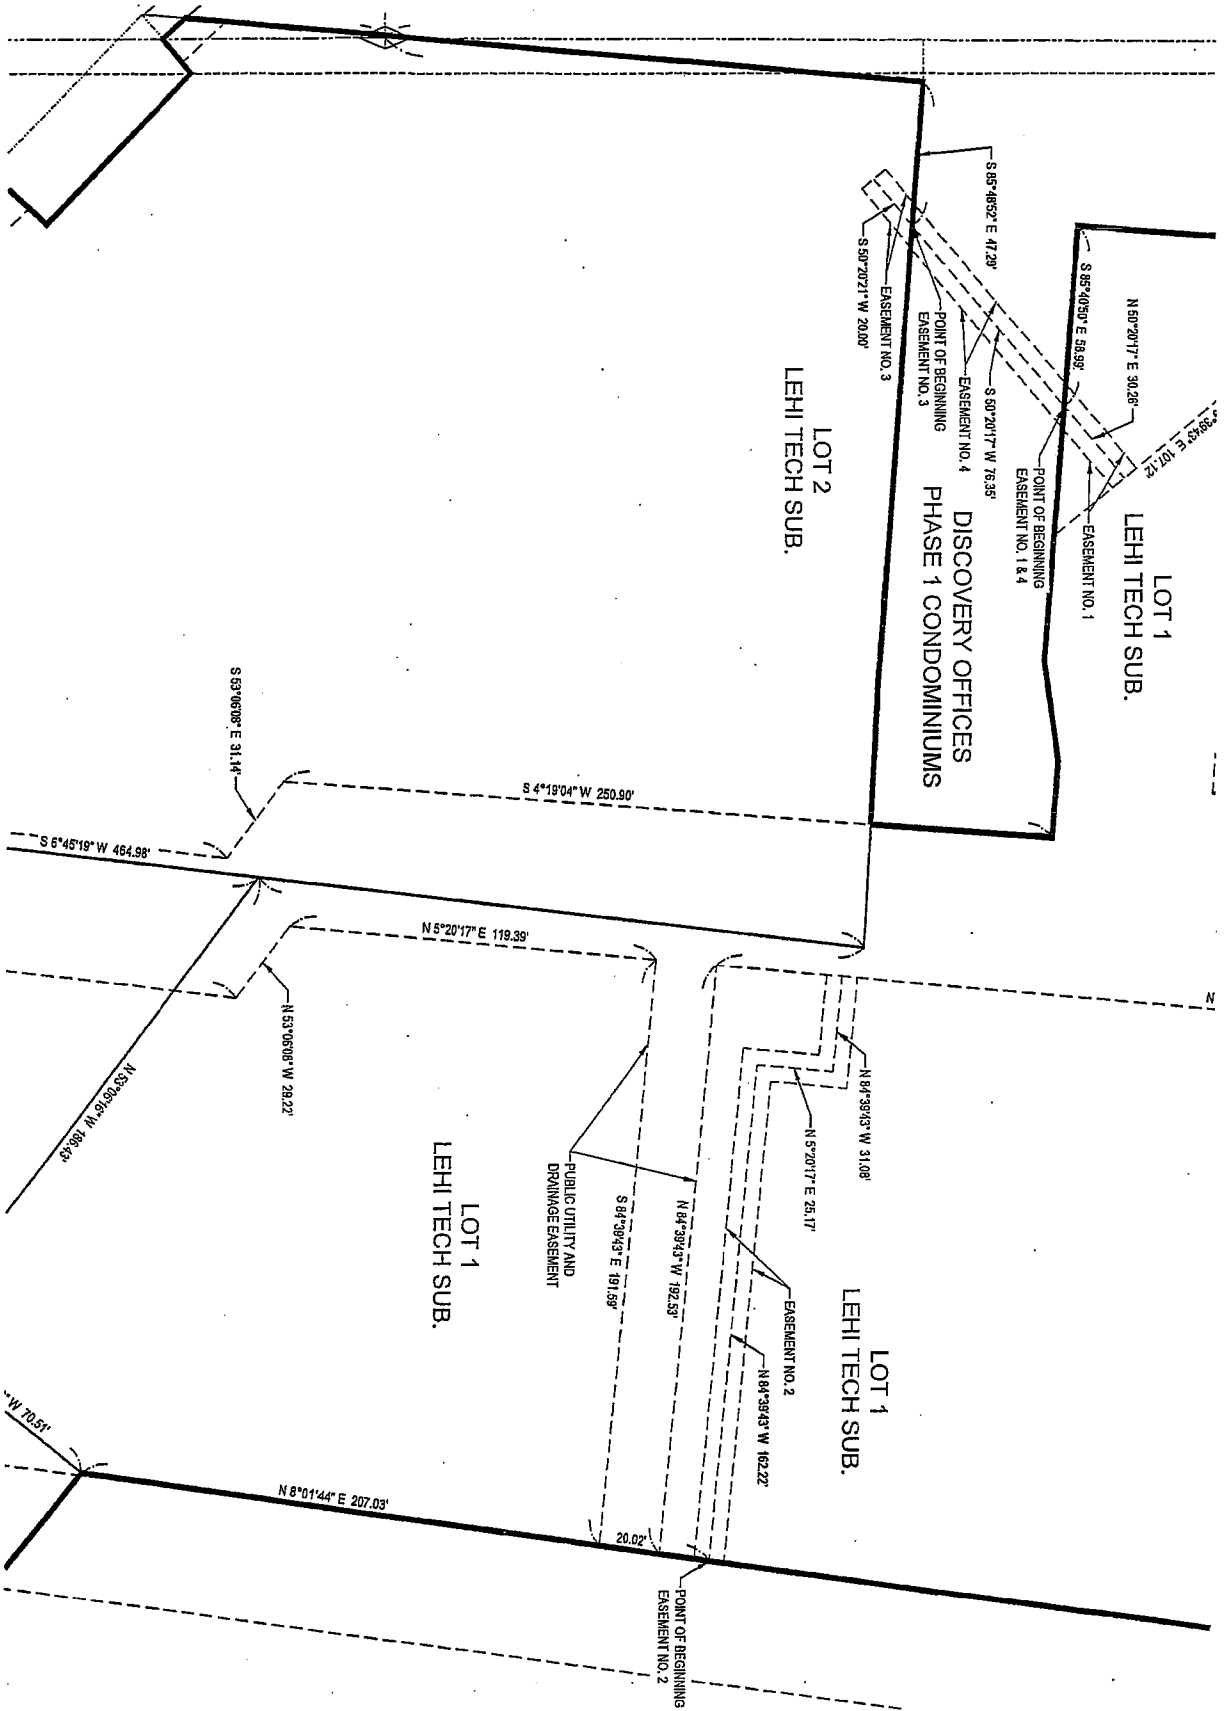 S 85°48'52" E 47.29'
S 85°40'50" E 58.99'
N 50°20'17" E 30.26'
°39'43" E 107.12'
LOT 1
LEHI TECH SUB.
EASEMENT NO. 1
POINT OF BEGINNING
EASEMENT NO. 1 & 4
S 50°20'17" W 76.35'
EASEMENT NO. 4
POINT OF BEGINNING
EASEMENT NO. 3
EASEMENT NO. 3
S 50°20'21" W 20.00'
DISCOVERY OFFICES
PHASE 1 CONDOMINIUMS
LOT 2
LEHI TECH SUB.
S 53°06'08" E 31.14'
S 4°19'04" W 250.90'
S 6°45'19" W 464.98'
N 5°20'17" E 119.39'
N 53°06'08" W 29.22'
N 53°06'16" W 186.43'
N
N 84°39'43" W 31.08'
N 5°20'17" E 25.17'
PUBLIC UTILITY AND
DRAINAGE EASEMENT
S 84°39'43" E 191.59'
N 84°39'43" W 192.53'
EASEMENT NO. 2
N 84°39'43" W 162.22'
LOT 1
LEHI TECH SUB.
LOT 1
LEHI TECH SUB.
" W 70.51'
N 8°01'44" E 207.03'
20.02'
POINT OF BEGINNING
EASEMENT NO. 2